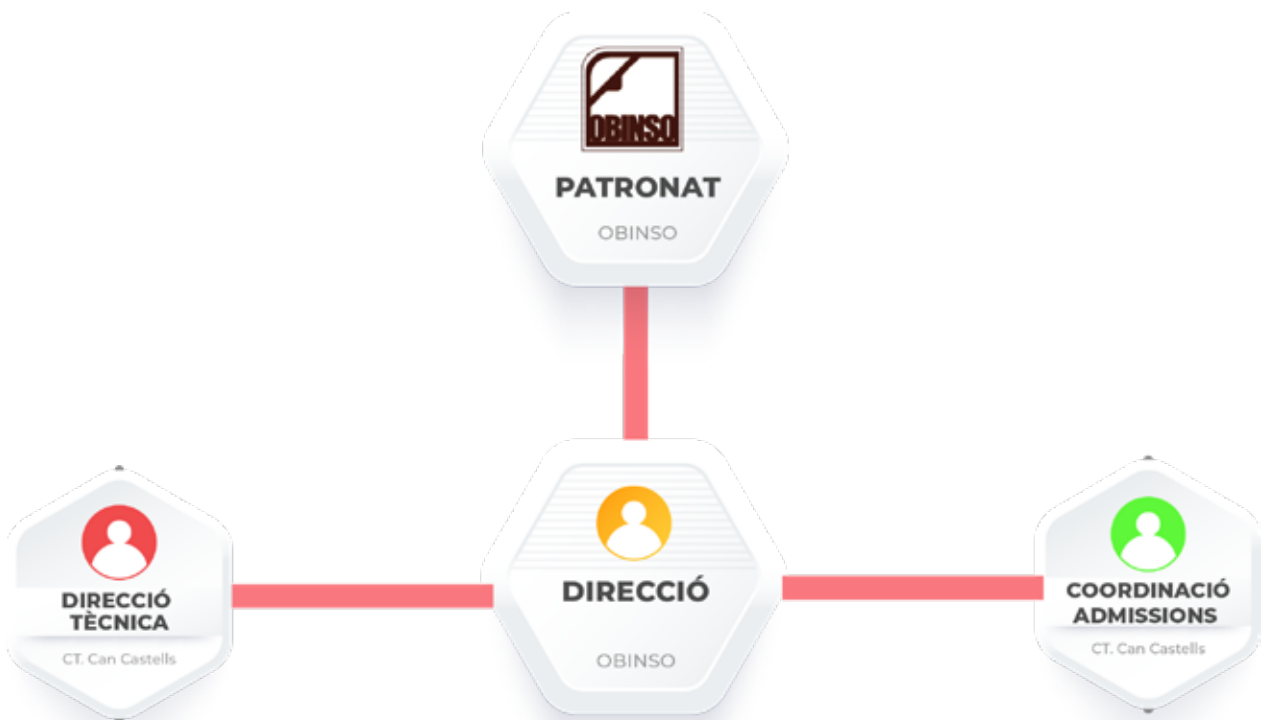 OBINSO
PATRONAT
OBINSO
DIRECCIÓ
TÈCNICA
CT. Can Castells
DIRECCIÓ
OBINSO
COORDINACIÓ
ADMISSIONS
CT. Can Castells